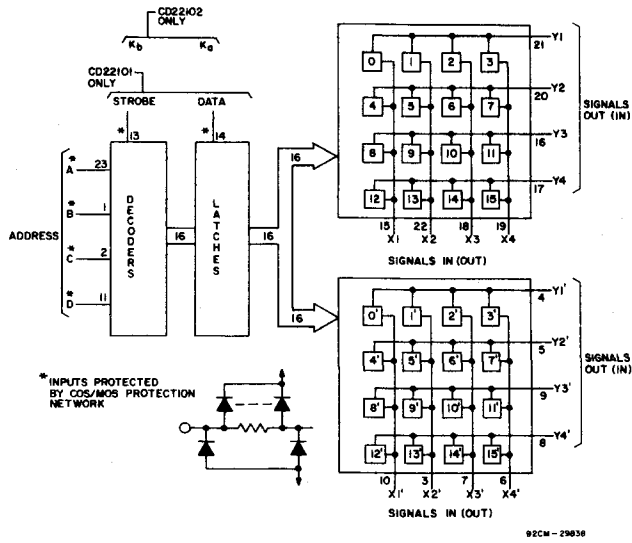 CD22102
ONLY
Kb Ka
CD22101
ONLY
STROBE DATA
* 13 * 14
ADDRESS
* A 23
* B 1
* C 2
* D 11
DECODERS
16
LATCHES
16
16
16
0 1 2 3
4 5 6 7
8 9 10 11
12 13 14 15
Y1
21
Y2
20
Y3
16
Y4
17
SIGNALS
OUT (IN)
15 22 18 19
X1 X2 X3 X4
SIGNALS IN (OUT)
0' 1' 2' 3'
4' 5' 6' 7'
8' 9' 10' 11'
12' 13' 14' 15'
Y1'
4
Y2'
5
Y3'
9
Y4'
8
SIGNALS
OUT (IN)
10 3 7 6
X1' X2' X3' X4'
SIGNALS IN (OUT)
* INPUTS PROTECTED
BY COS/MOS PROTECTION
NETWORK
92CM-29838